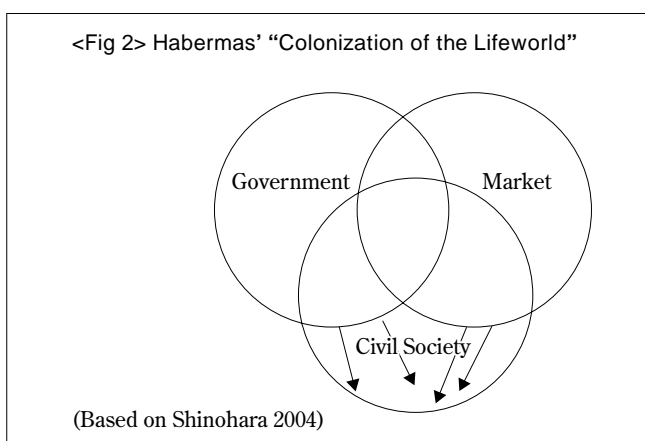 <Fig 2> Habermas’ “Colonization of the Lifeworld”
Government
Market
Civil Society
(Based on Shinohara 2004)